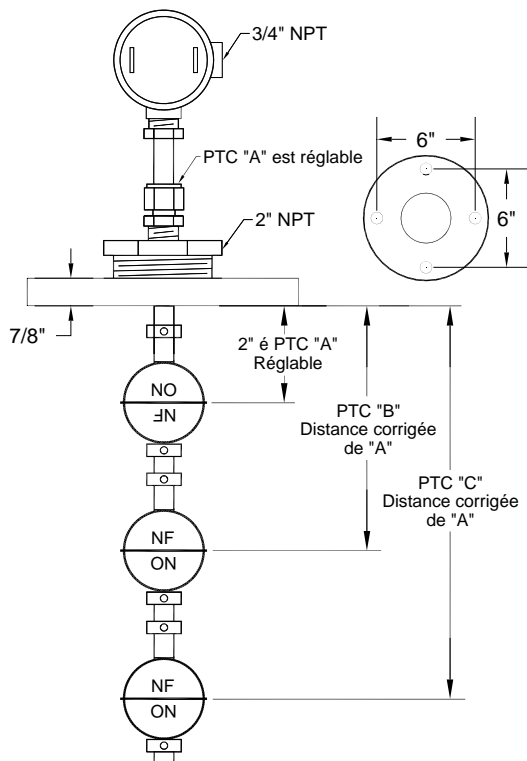 3/4" NPT
PTC "A" est réglable
6"
2" NPT
6"
7/8"
2" é PTC "A"
Réglable
NO
NF
PTC "B"
Distance corrigée
de "A"
PTC "C"
Distance corrigée
de "A"
NF
ON
NF
ON